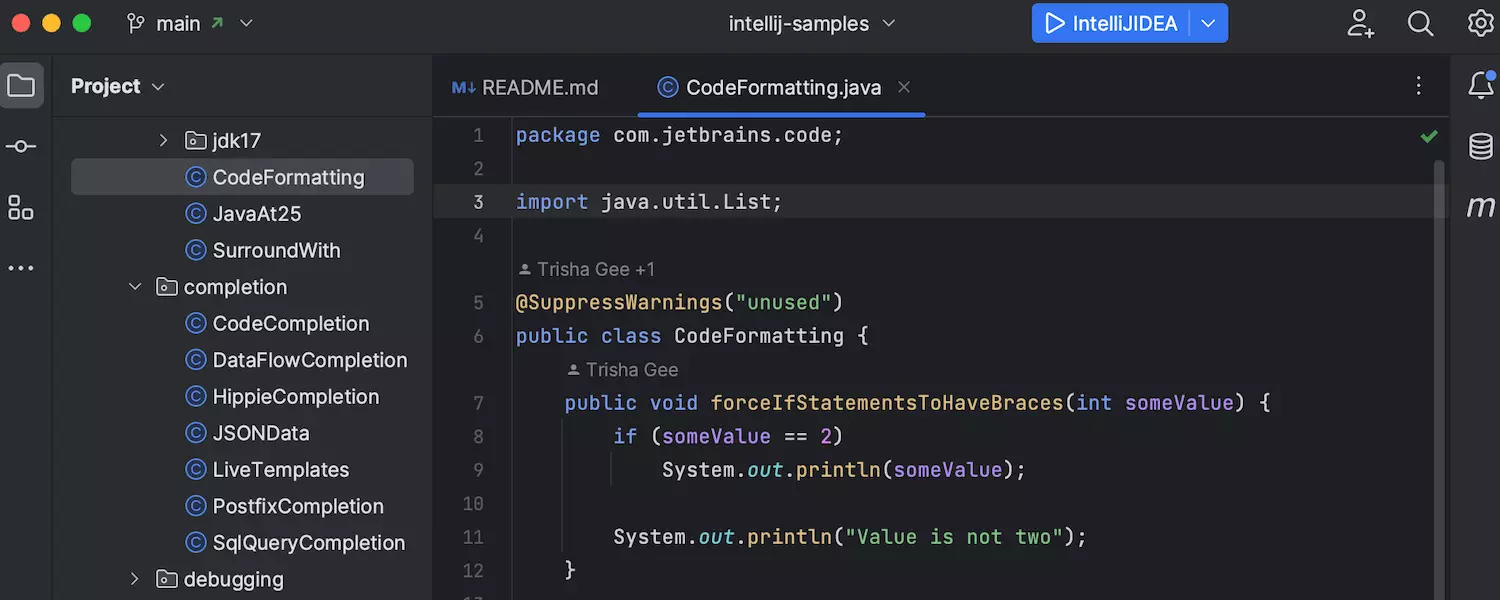 main intellij-samples IntelliJIDEA
Project
jdk17
CodeFormatting
JavaAt25
SurroundWith
completion
CodeCompletion
DataFlowCompletion
HippieCompletion
JSONData
LiveTemplates
PostfixCompletion
SqlQueryCompletion
debugging
M↓ README.md CodeFormatting.java
1 package com.jetbrains.code;
2
3 import java.util.List;
4
Trisha Gee +1
5 @SuppressWarnings("unused")
6 public class CodeFormatting {
Trisha Gee
7 public void forceIfStatementsToHaveBraces(int someValue) {
8 if (someValue == 2)
9 System.out.println(someValue);
10
11 System.out.println("Value is not two");
12 }
m